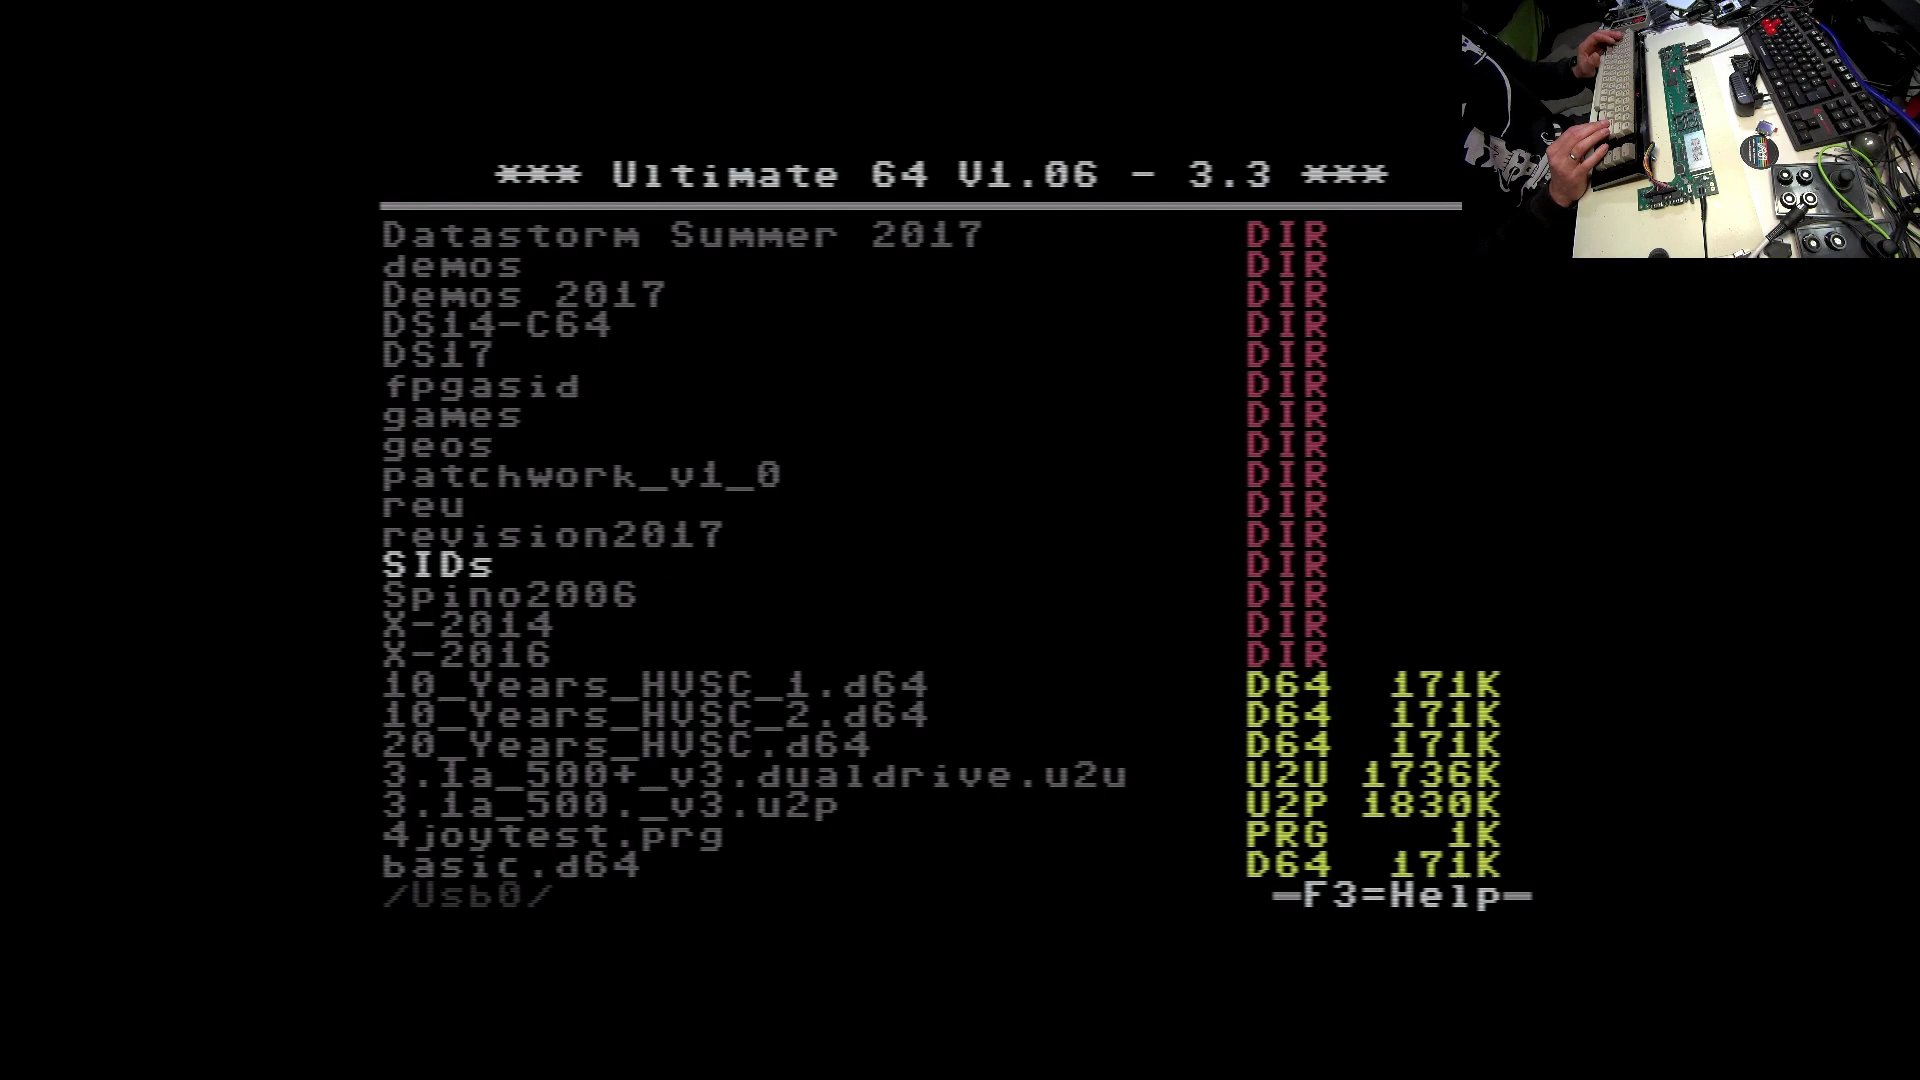 *** Ultimate 64 V1.06 - 3.3 ***
Datastorm Summer 2017 DIR
demos DIR
Demos 2017 DIR
DS14-C64 DIR
DS17 DIR
fpgasid DIR
games DIR
geos DIR
patchwork_v1_0 DIR
reu DIR
revision2017 DIR
SIDs DIR
Spino2006 DIR
X-2014 DIR
X-2016 DIR
10_Years_HVSC_1.d64 D64 171K
10_Years_HVSC_2.d64 D64 171K
20_Years_HVSC.d64 D64 171K
3.1a_500+_v3.dualdrive.u2u U2U 1736K
3.1a_500._v3.u2p U2P 1830K
4joytest.prg PRG 1K
basic.d64 D64 171K
/Usb0/ -F3=Help-